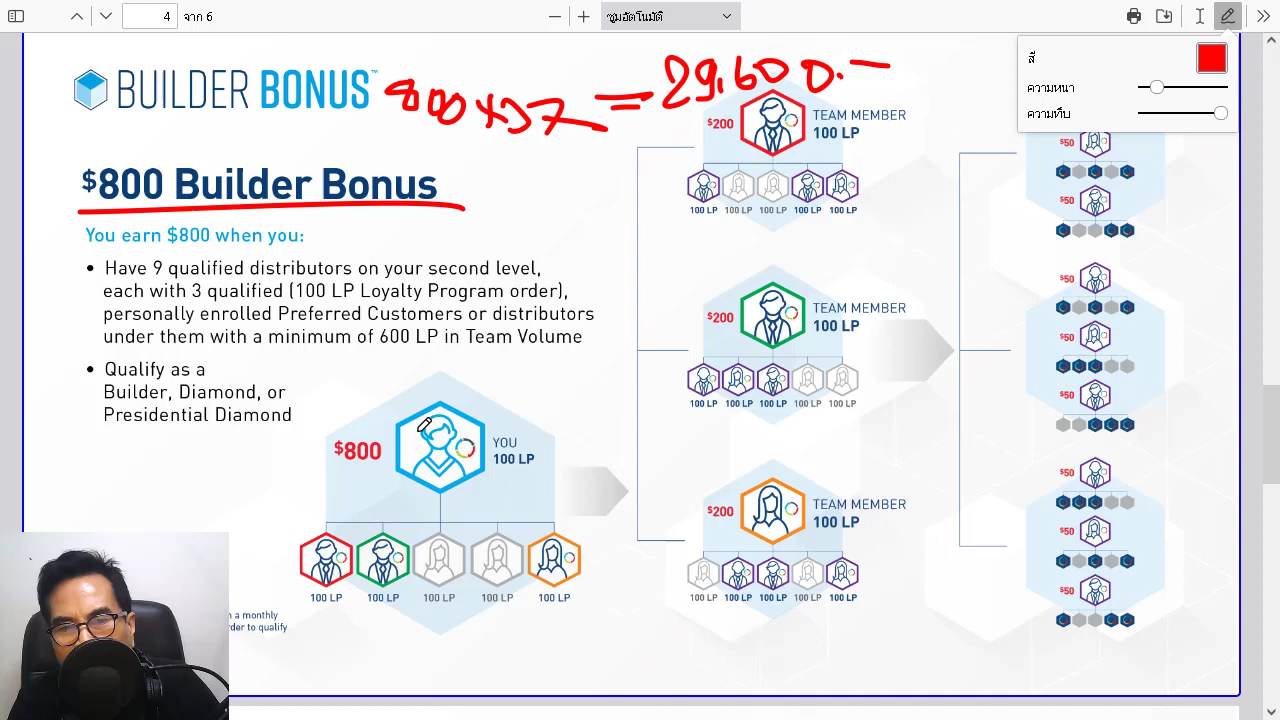 4 จาก 6
ซูมอัตโนมัติ
สี
ความหนา
ความทึบ
BUILDER BONUS™
800x37 = 29,600.-
$800 Builder Bonus
You earn $800 when you:
• Have 9 qualified distributors on your second level,
each with 3 qualified (100 LP Loyalty Program order),
personally enrolled Preferred Customers or distributors
under them with a minimum of 600 LP in Team Volume
• Qualify as a
Builder, Diamond, or
Presidential Diamond
$800
YOU
100 LP
100 LP 100 LP 100 LP 100 LP 100 LP
n a monthly
rder to qualify
$200
TEAM MEMBER
100 LP
100 LP 100 LP 100 LP 100 LP 100 LP
$200
TEAM MEMBER
100 LP
100 LP 100 LP 100 LP 100 LP 100 LP
$200
TEAM MEMBER
100 LP
100 LP 100 LP 100 LP 100 LP 100 LP
$50
$50
$50
$50
$50
$50
$50
$50